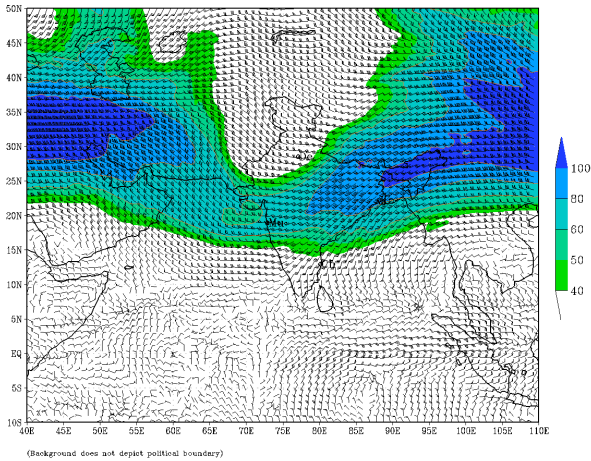 50N
45N
40N
35N
30N
25N
20N
15N
10N
5N
EQ
5S
10S
40E 45E 50E 55E 60E 65E 70E 75E 80E 85E 90E 95E 100E 105E 110E
100
80
60
50
40
Mu
(Background does not depict political boundary)